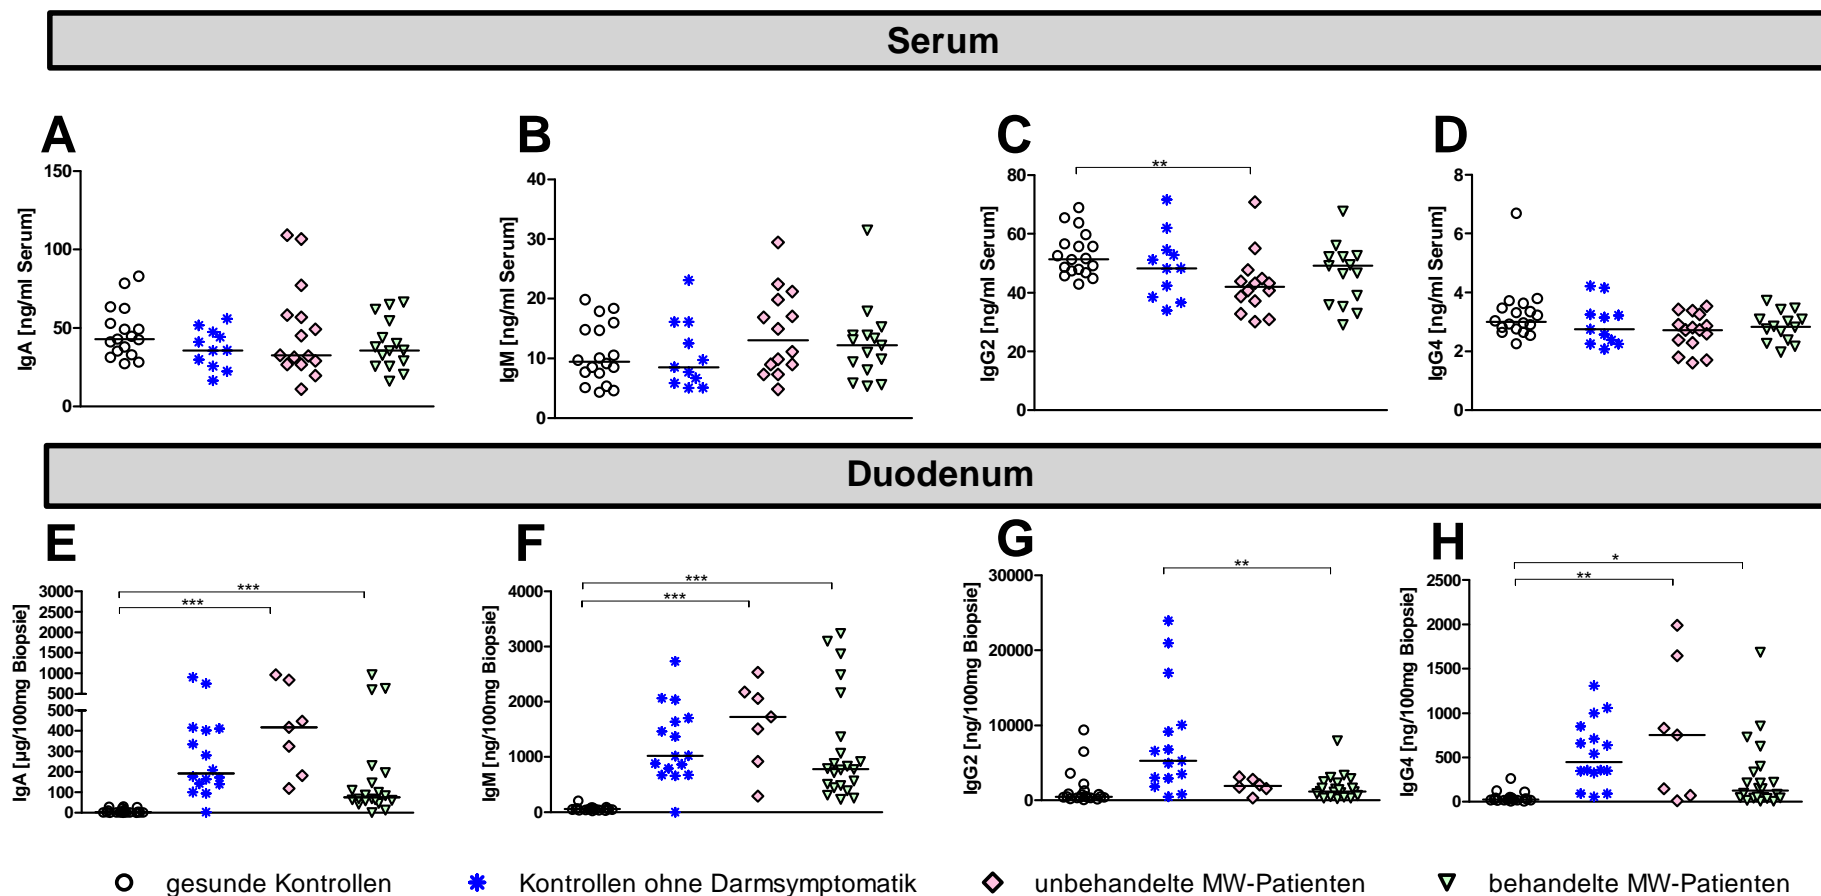 Serum
A
B
C
D
IgA [ng/ml Serum]
150
100
50
0
IgM [ng/ml Serum]
40
30
20
10
0
IgG2 [ng/ml Serum]
80
60
40
20
0
**
IgG4 [ng/ml Serum]
8
6
4
2
0
Duodenum
E
F
G
H
IgA [µg/100mg Biopsie]
3000
2500
2000
1500
1000
500
500
400
300
200
100
0
***
***
IgM [ng/100mg Biopsie]
4000
3000
2000
1000
0
***
***
IgG2 [ng/100mg Biopsie]
30000
20000
10000
0
**
IgG4 [ng/100mg Biopsie]
2500
2000
1500
1000
500
0
*
**
gesunde Kontrollen
Kontrollen ohne Darmsymptomatik
unbehandelte MW-Patienten
behandelte MW-Patienten